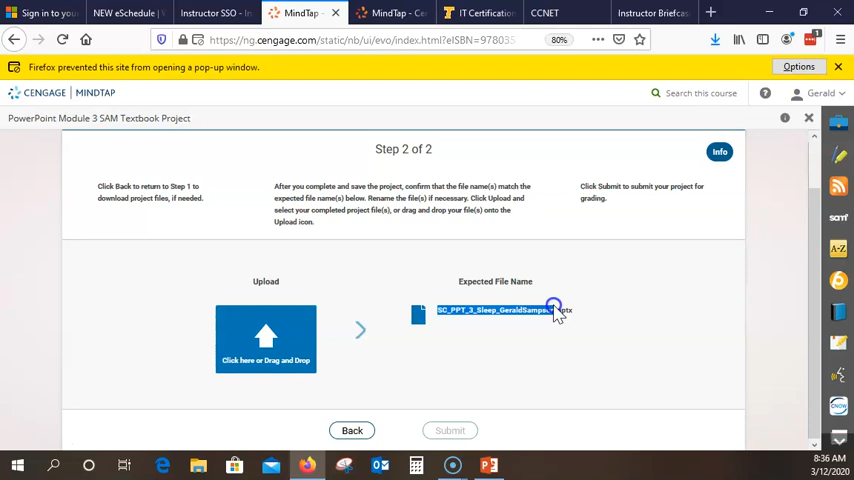 Sign in to your
NEW eSchedule |
Instructor SSO - In
MindTap -
MindTap - Cen
IT Certification
CCNET
Instructor Briefcas
https://ng.cengage.com/static/nb/ui/evo/index.html?eISBN=978035
80%
1
Firefox prevented this site from opening a pop-up window.
Options
CENGAGE | MINDTAP
Search this course
Gerald
PowerPoint Module 3 SAM Textbook Project
Step 2 of 2
Info
Click Back to return to Step 1 to
download project files, if needed.
After you complete and save the project, confirm that the file name(s) match the
expected file name(s) below. Rename the file(s) if necessary. Click Upload and
select your completed project file(s), or drag and drop your file(s) onto the
Upload icon.
Click Submit to submit your project for
grading.
Upload
Expected File Name
Click here or Drag and Drop
Back
Submit
sam
A-Z
CNOW
8:36 AM
3/12/2020